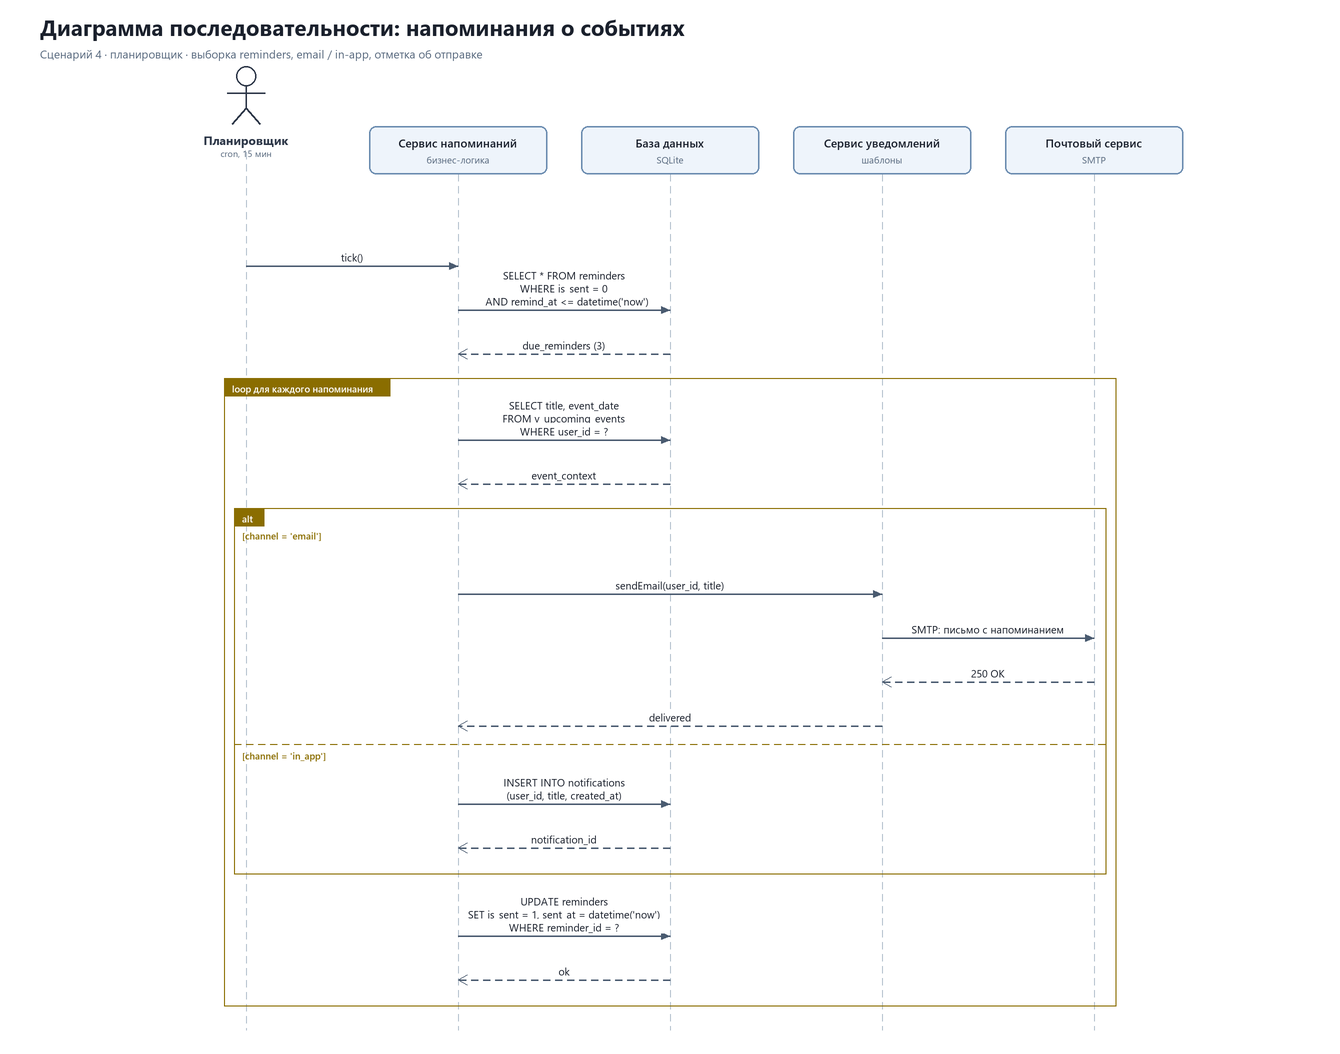 Диаграмма последовательности: напоминания о событиях
Сценарий 4 · планировщик · выборка reminders, email / in-app, отметка об отправке
Планировщик
cron, 15 мин
Сервис напоминаний
бизнес-логика
База данных
SQLite
Сервис уведомлений
шаблоны
Почтовый сервис
SMTP
tick()
SELECT * FROM reminders
WHERE is_sent = 0
AND remind_at <= datetime('now')
due_reminders (3)
loop для каждого напоминания
SELECT title, event_date
FROM v_upcoming_events
WHERE user_id = ?
event_context
alt
[channel = 'email']
sendEmail(user_id, title)
SMTP: письмо с напоминанием
250 OK
delivered
[channel = 'in_app']
INSERT INTO notifications
(user_id, title, created_at)
notification_id
UPDATE reminders
SET is_sent = 1, sent_at = datetime('now')
WHERE reminder_id = ?
ok